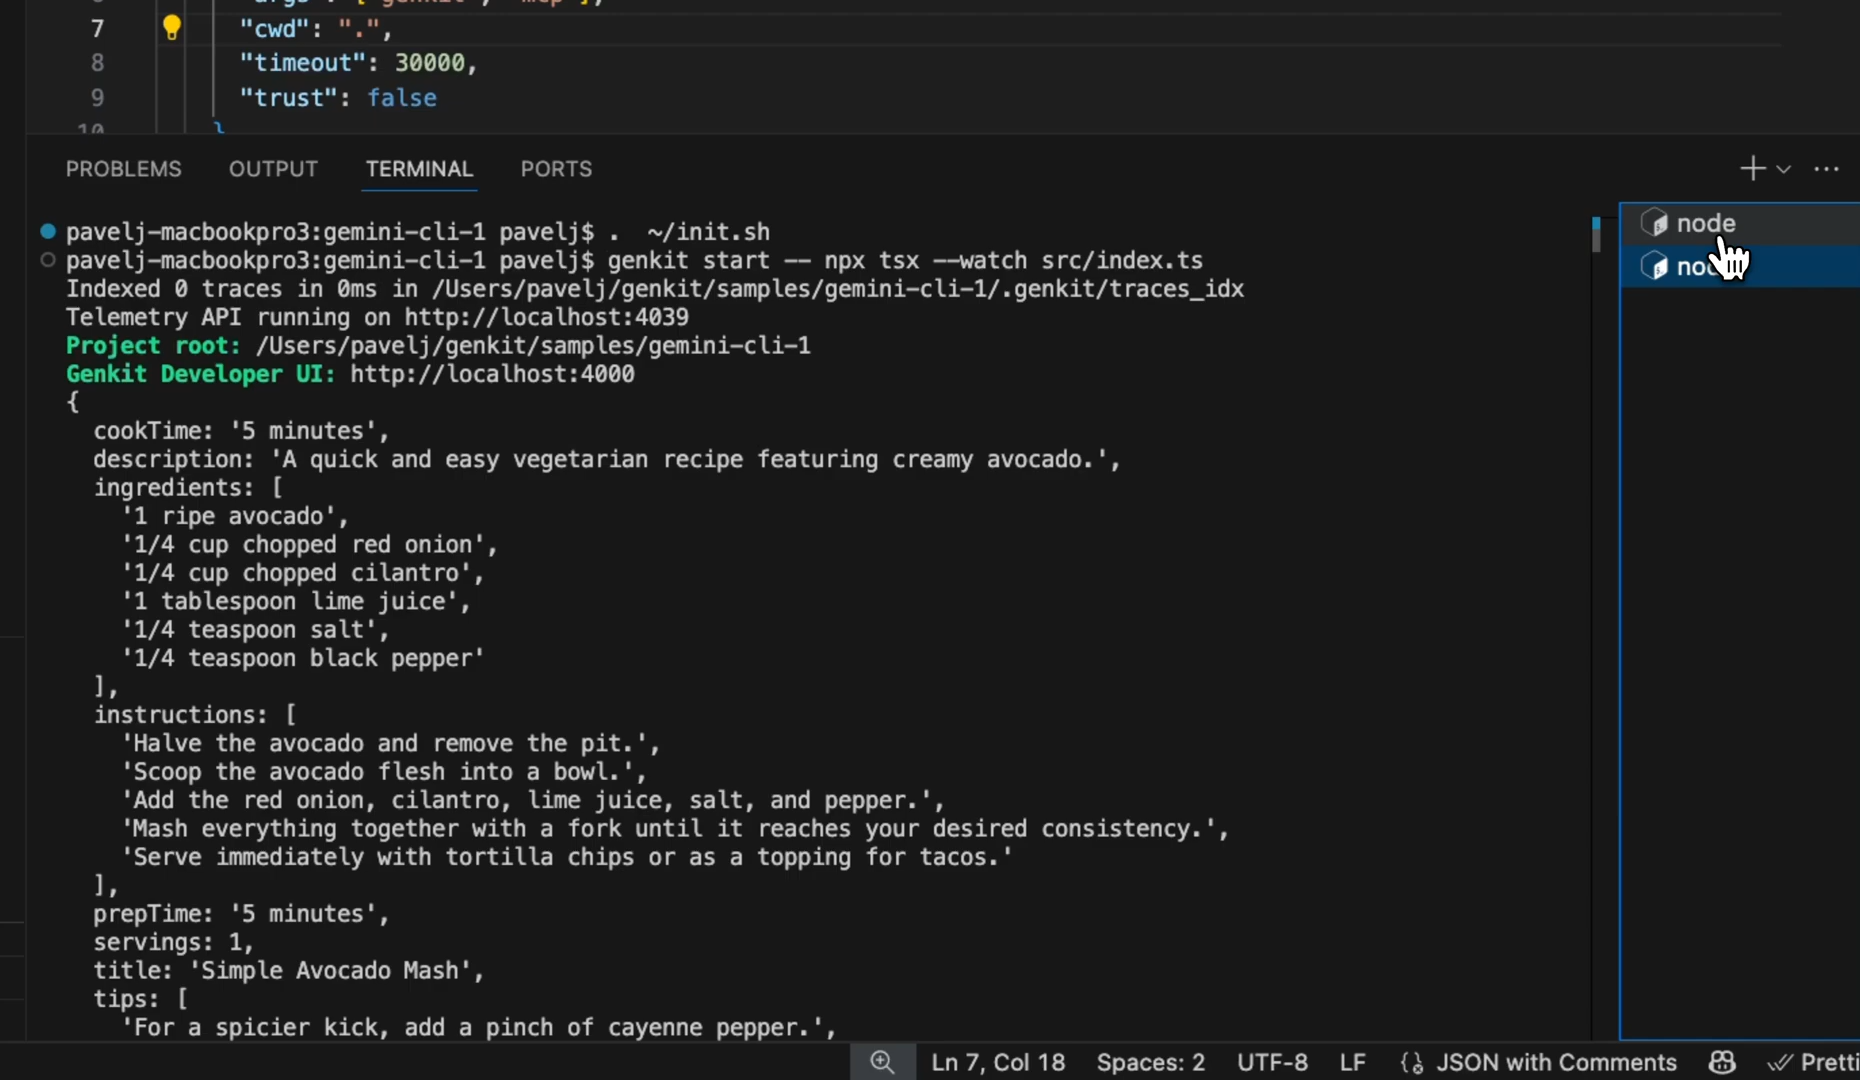 7 "cwd": ".",
8 "timeout": 30000,
9 "trust": false
10 }
PROBLEMS OUTPUT TERMINAL PORTS
pavelj-macbookpro3:gemini-cli-1 pavelj$ . ~/init.sh
pavelj-macbookpro3:gemini-cli-1 pavelj$ genkit start -- npx tsx --watch src/index.ts
Indexed 0 traces in 0ms in /Users/pavelj/genkit/samples/gemini-cli-1/.genkit/traces_idx
Telemetry API running on http://localhost:4039
Project root: /Users/pavelj/genkit/samples/gemini-cli-1
Genkit Developer UI: http://localhost:4000
{
cookTime: '5 minutes',
description: 'A quick and easy vegetarian recipe featuring creamy avocado.',
ingredients: [
'1 ripe avocado',
'1/4 cup chopped red onion',
'1/4 cup chopped cilantro',
'1 tablespoon lime juice',
'1/4 teaspoon salt',
'1/4 teaspoon black pepper'
],
instructions: [
'Halve the avocado and remove the pit.',
'Scoop the avocado flesh into a bowl.',
'Add the red onion, cilantro, lime juice, salt, and pepper.',
'Mash everything together with a fork until it reaches your desired consistency.',
'Serve immediately with tortilla chips or as a topping for tacos.'
],
prepTime: '5 minutes',
servings: 1,
title: 'Simple Avocado Mash',
tips: [
'For a spicier kick, add a pinch of cayenne pepper.',
node
Ln 7, Col 18 Spaces: 2 UTF-8 LF {} JSON with Comments Pretti